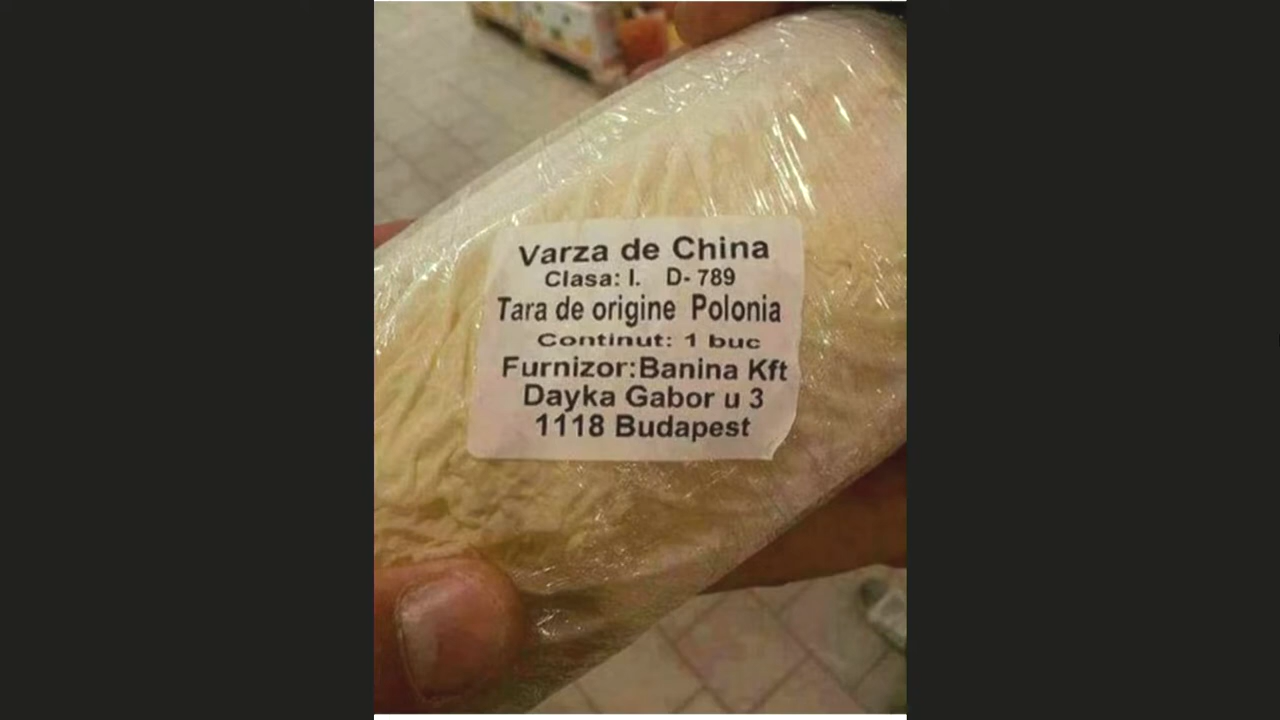 Varza de China
Clasa: I. D- 789
Tara de origine Polonia
Continut: 1 buc
Furnizor:Banina Kft
Dayka Gabor u 3
1118 Budapest